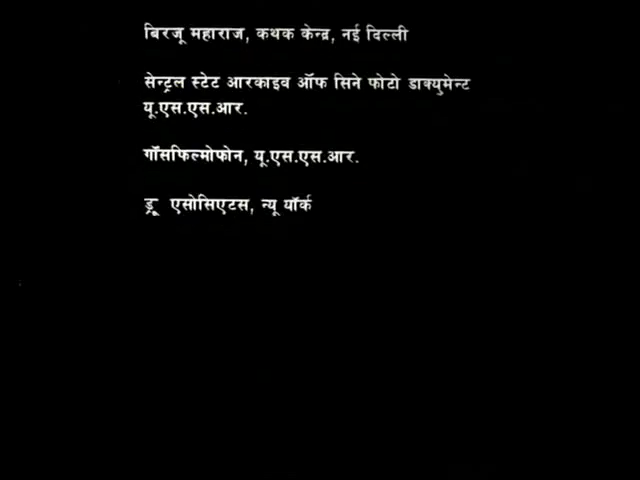 बिरजू महाराज, कथक केन्द्र, नई दिल्ली
सेन्ट्रल स्टेट आरकाइव ऑफ सिने फोटो डाक्युमेन्ट
यू.एस.एस.आर.
गॉसफिल्मोफोन, यू.एस.एस.आर.
ड्रू एसोसिएटस, न्यू यॉर्क